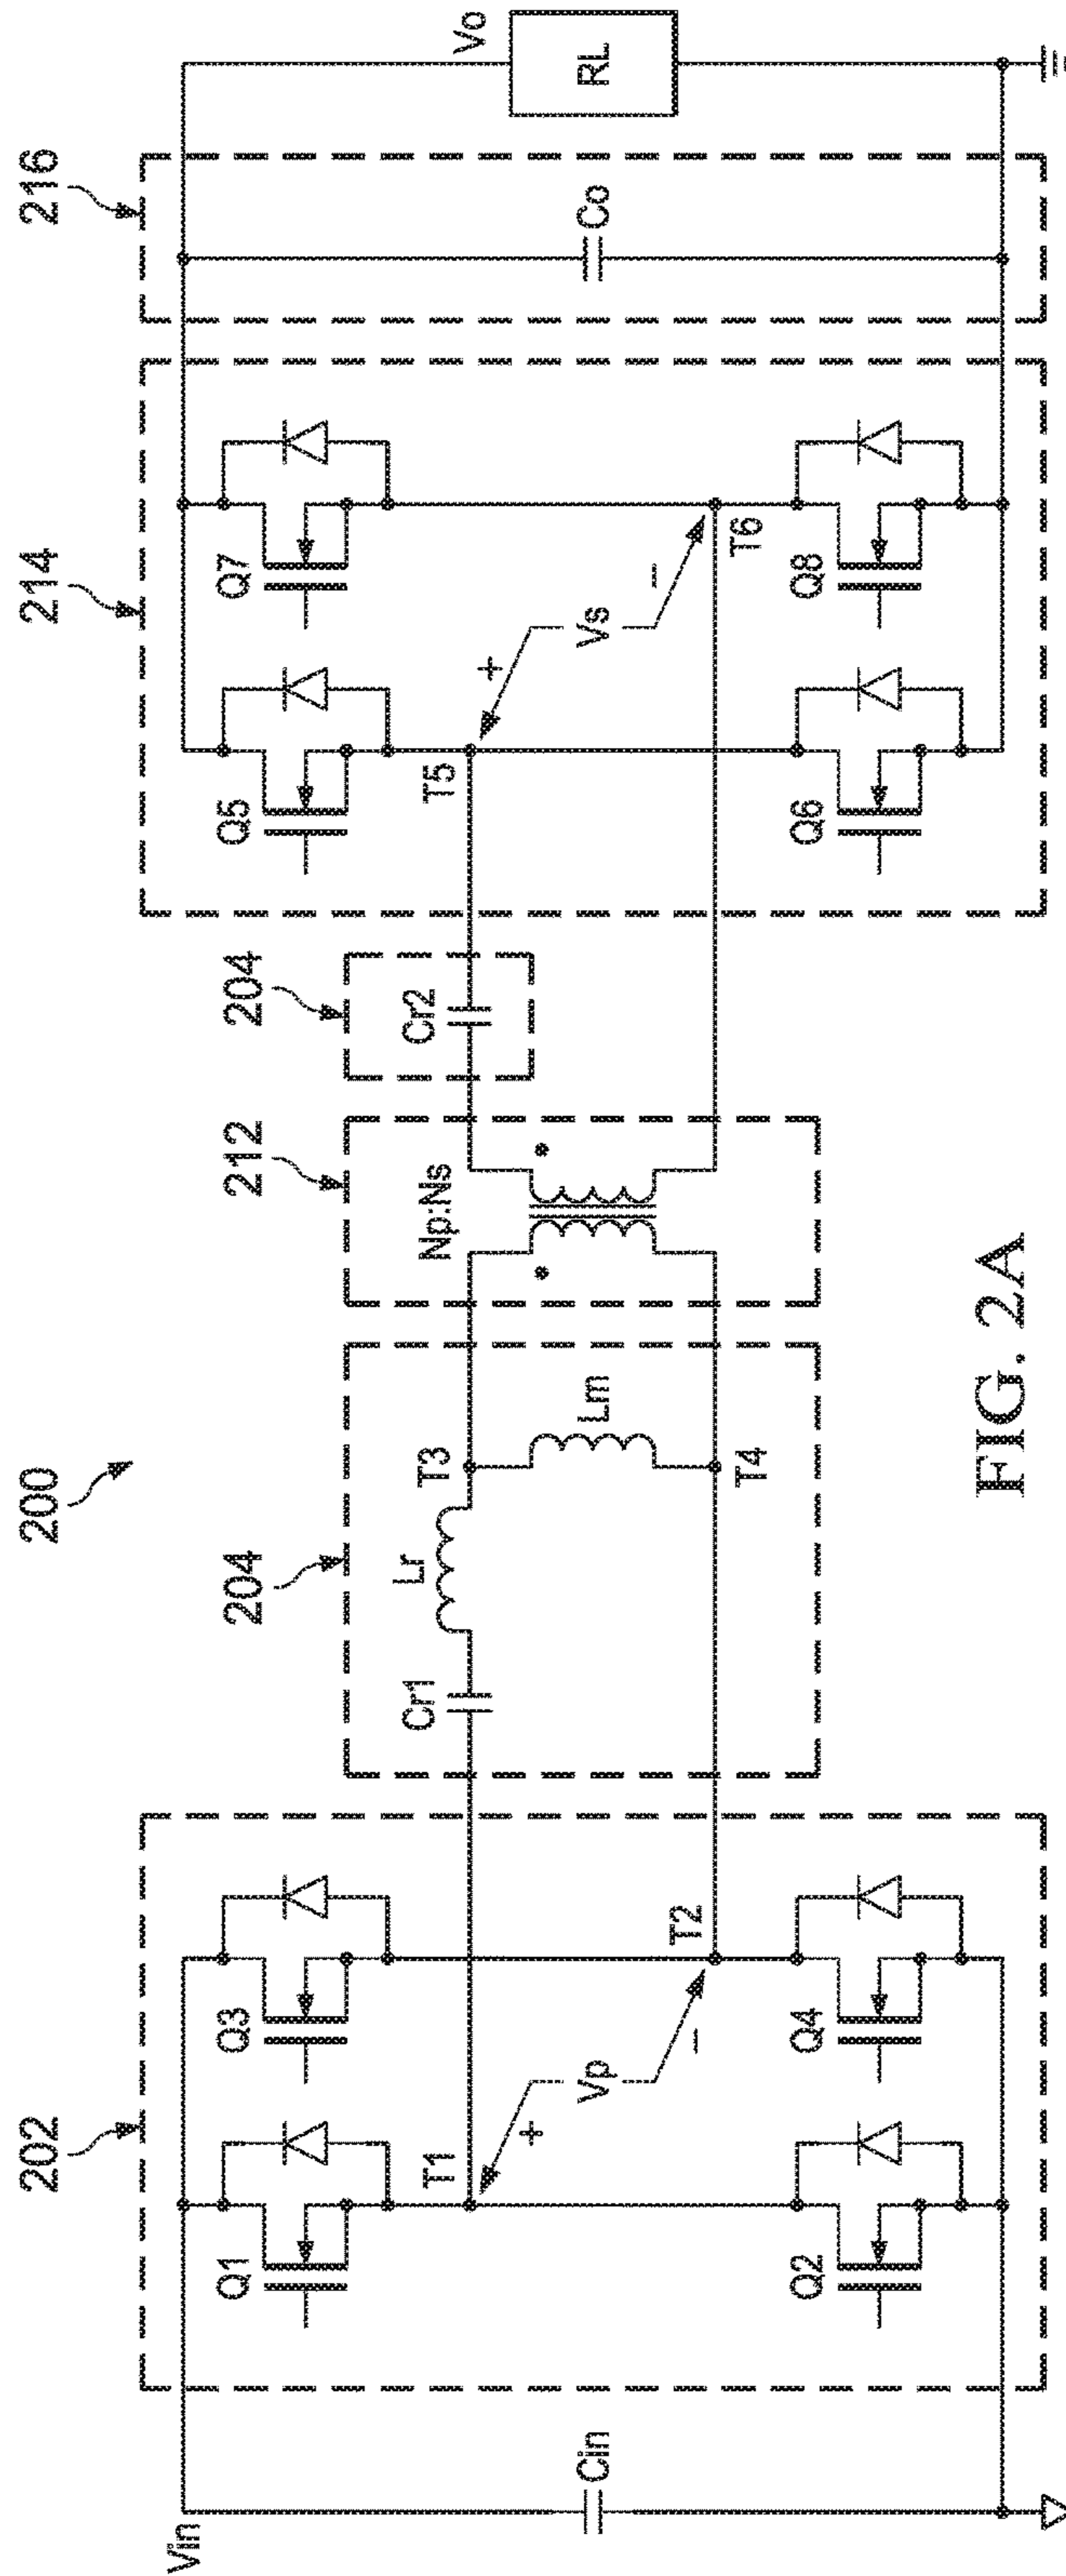 200
202
204
212
204
214
216
Vin
Cin
Q1
Q3
T1
+
Vp
−
T2
Q2
Q4
Cr1
Lr
T3
Lm
T4
Np:Ns
Cr2
Q5
Q7
T5
+
Vs
−
T6
Q6
Q8
Co
Vo
RL
FIG. 2A